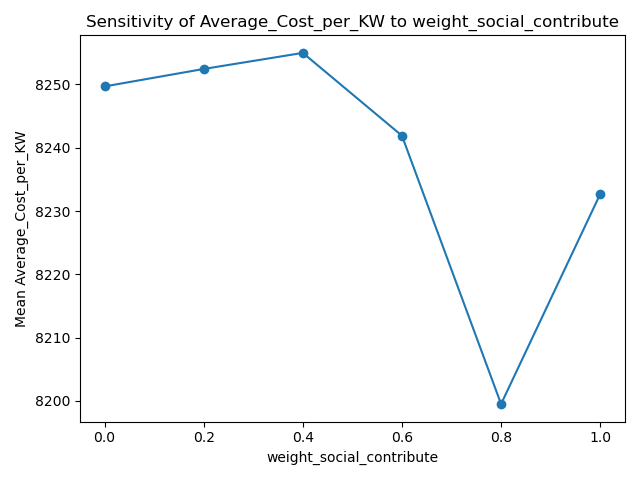 Sensitivity of Average_Cost_per_KW to weight_social_contribute
Mean Average_Cost_per_KW
8250
8240
8230
8220
8210
8200
0.0 0.2 0.4 0.6 0.8 1.0
weight_social_contribute